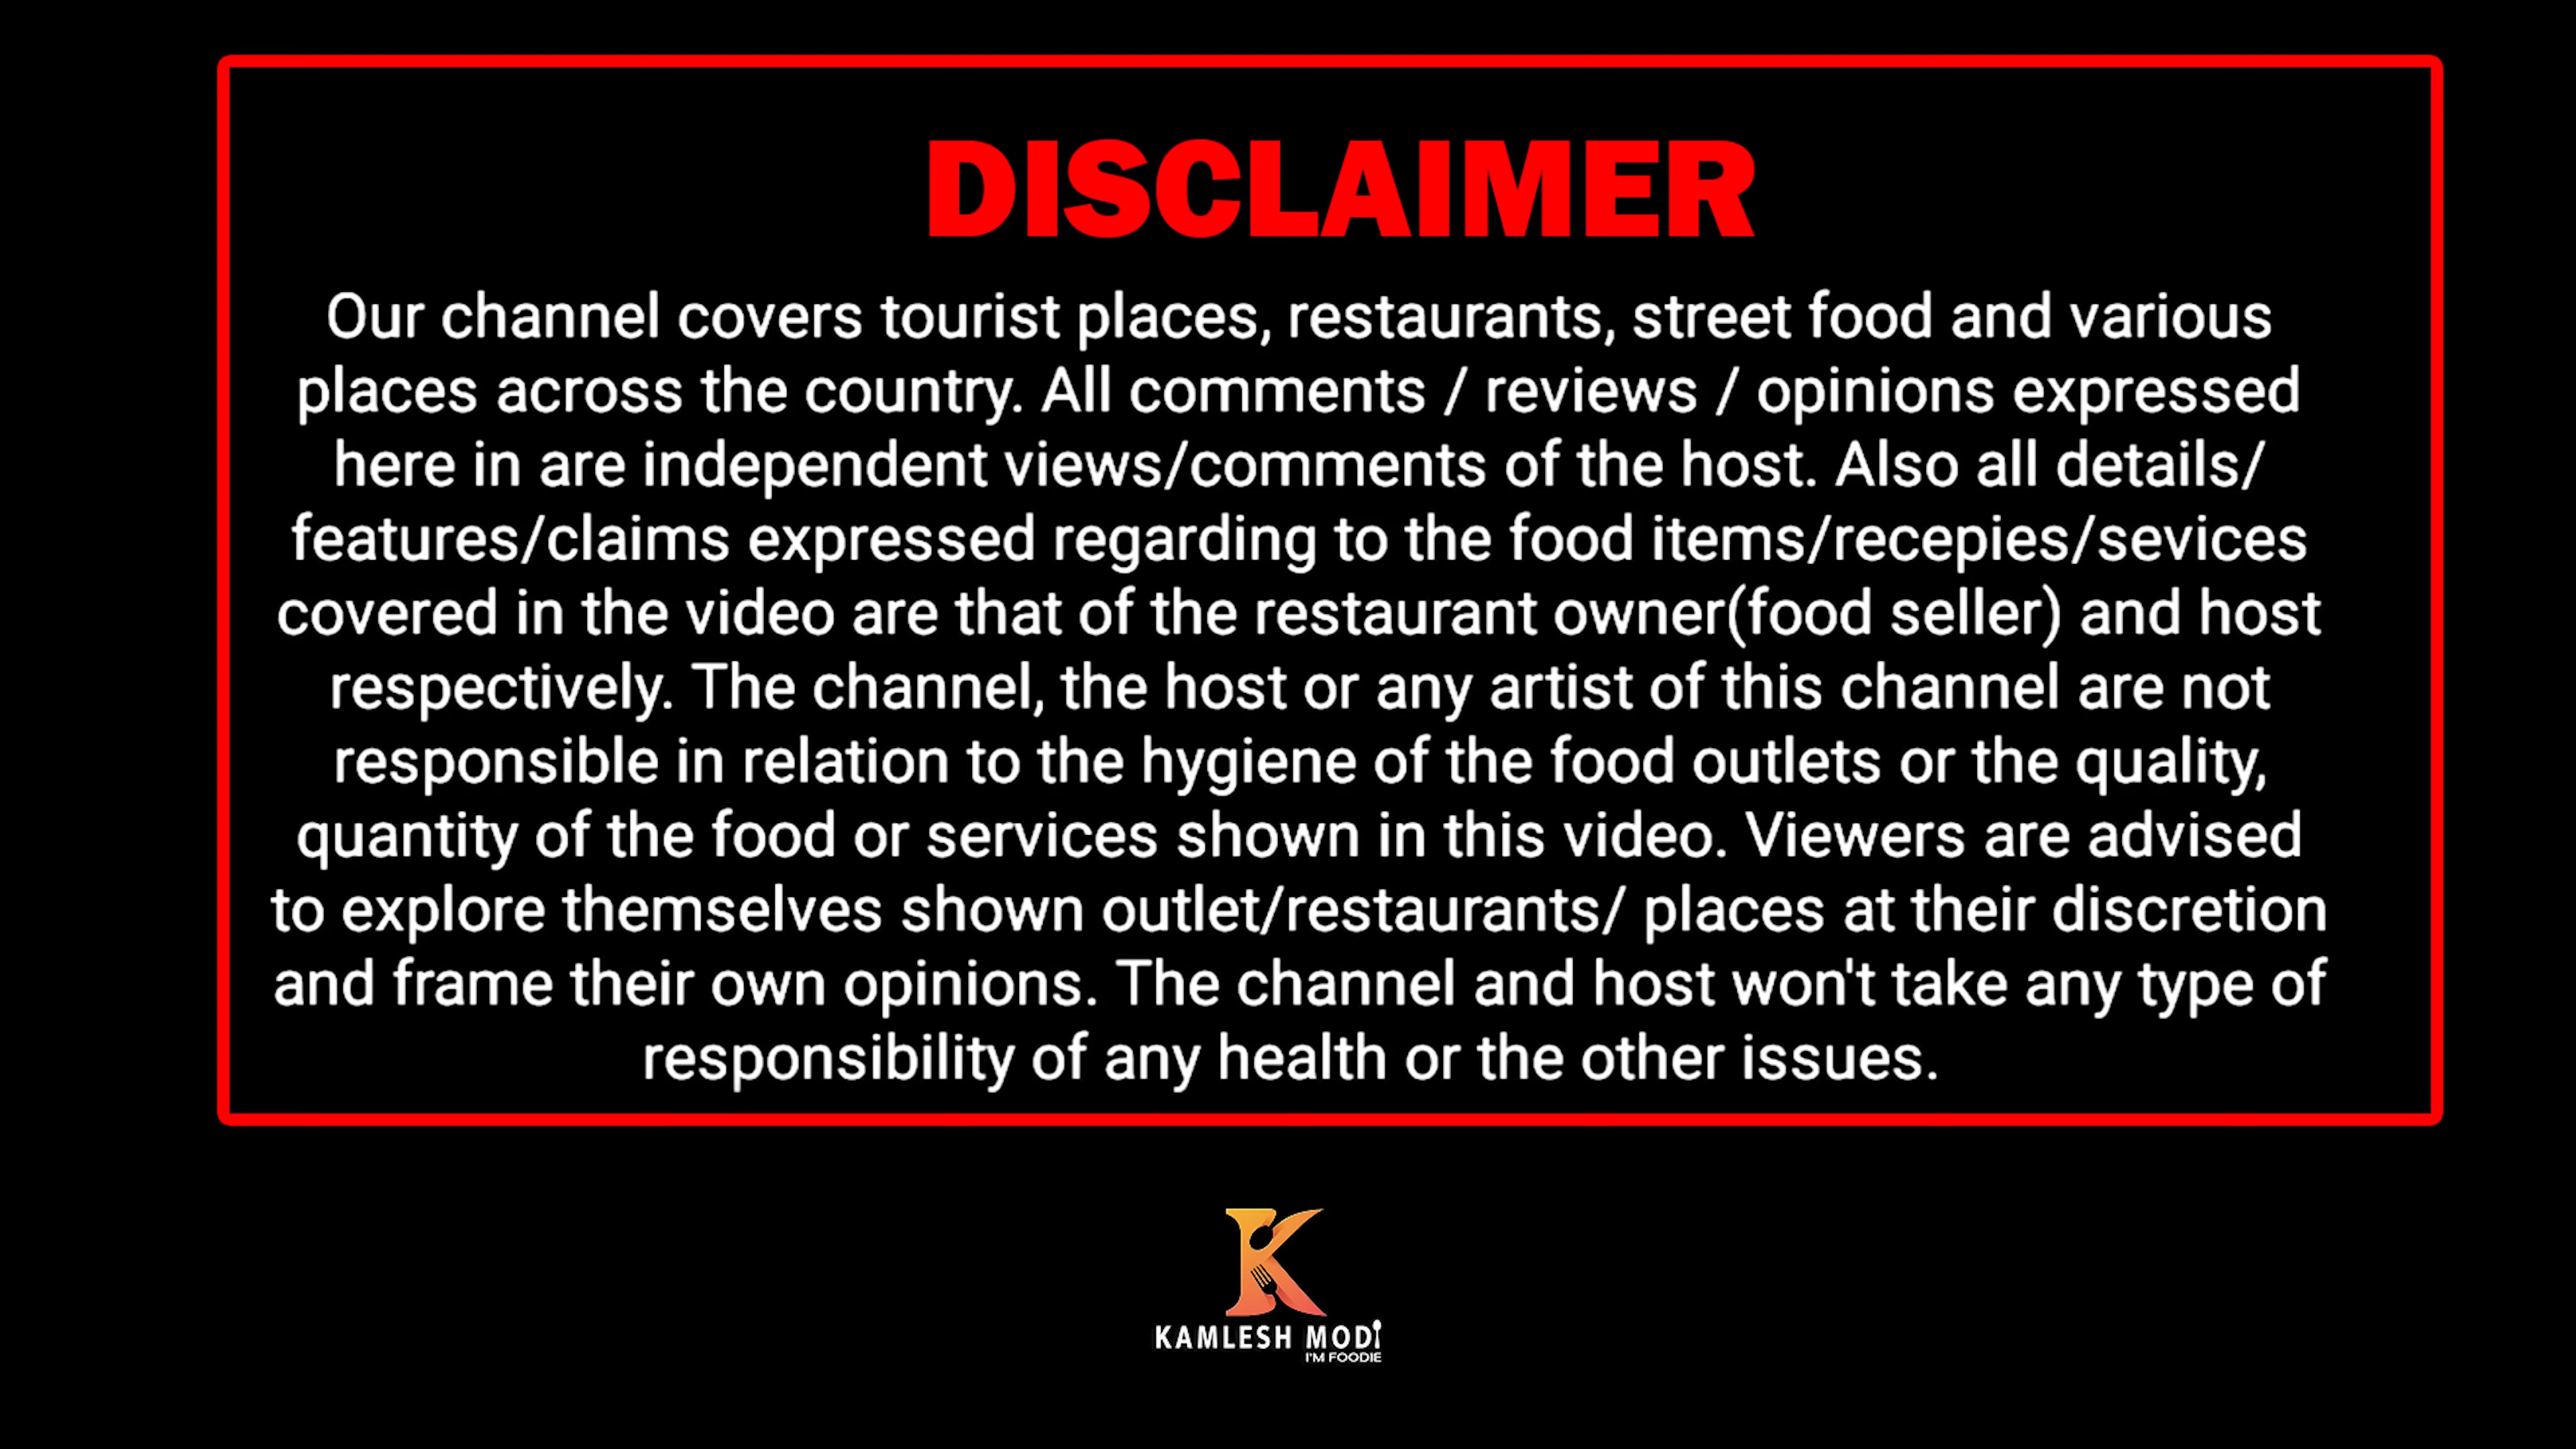 DISCLAIMER
Our channel covers tourist places, restaurants, street food and various
places across the country. All comments / reviews / opinions expressed
here in are independent views/comments of the host. Also all details/
features/claims expressed regarding to the food items/recepies/sevices
covered in the video are that of the restaurant owner(food seller) and host
respectively. The channel, the host or any artist of this channel are not
responsible in relation to the hygiene of the food outlets or the quality,
quantity of the food or services shown in this video. Viewers are advised
to explore themselves shown outlet/restaurants/ places at their discretion
and frame their own opinions. The channel and host won't take any type of
responsibility of any health or the other issues.
K
KAMLESH MODI
I'M FOODIE